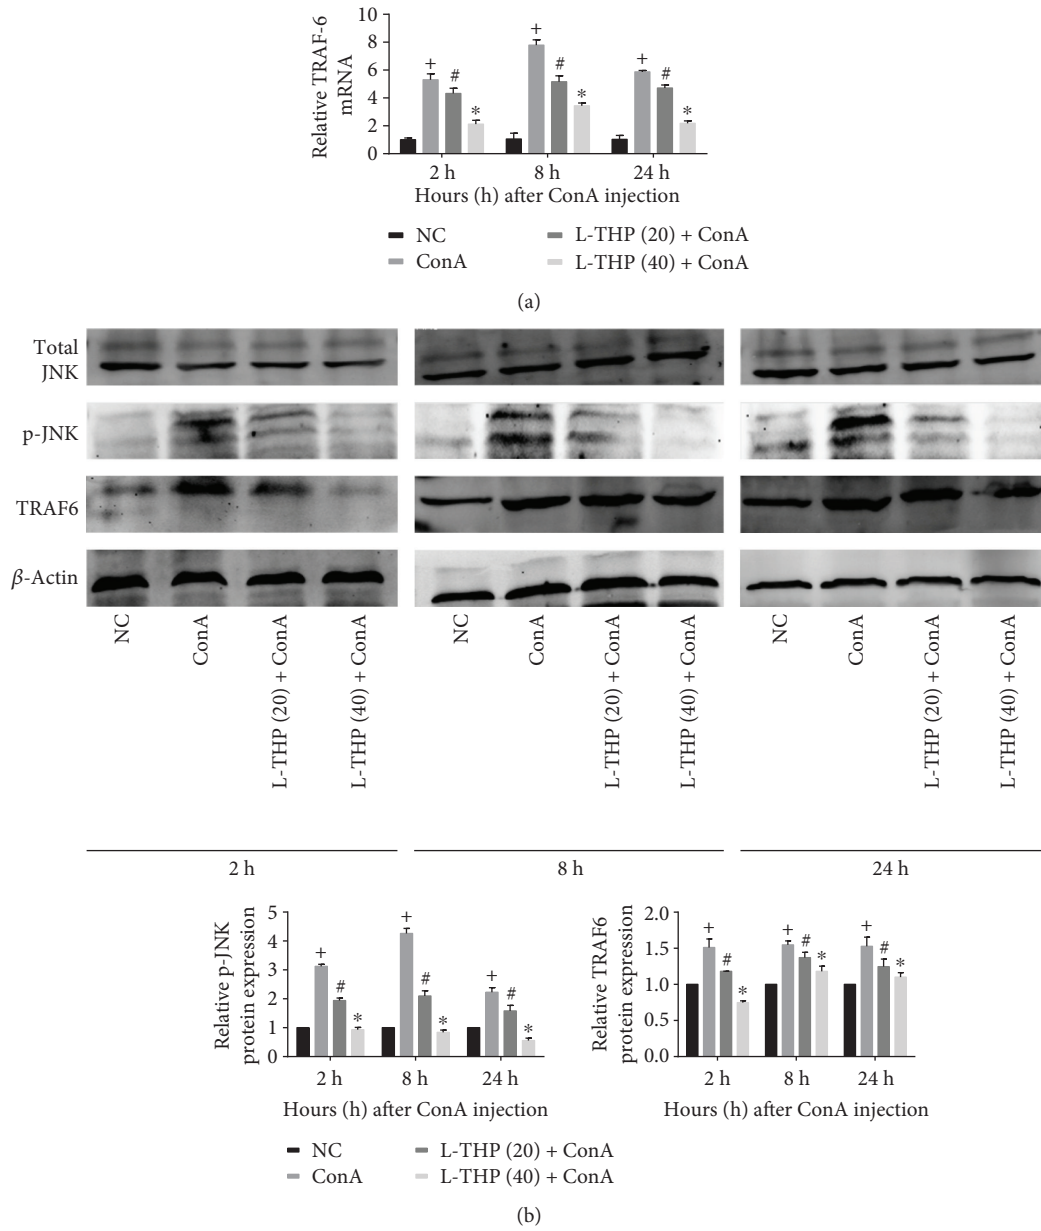 10
8
6
4
2
0
Relative TRAF-6
mRNA
+
#
*
+
#
*
+
#
*
2 h 8 h 24 h
Hours (h) after ConA injection
NC L-THP (20) + ConA
ConA L-THP (40) + ConA
(a)
Total
JNK
p-JNK
TRAF6
β-Actin
NC ConA L-THP (20) + ConA L-THP (40) + ConA NC ConA L-THP (20) + ConA L-THP (40) + ConA NC ConA L-THP (20) + ConA L-THP (40) + ConA
2 h 8 h 24 h
5
4
3
2
1
0
Relative p-JNK
protein expression
+
#
*
+
#
*
+
#
*
2 h 8 h 24 h
Hours (h) after ConA injection
2.0
1.5
1.0
0.5
0.0
Relative TRAF6
protein expression
+
#
*
+
#
*
+
#
*
2 h 8 h 24 h
Hours (h) after ConA injection
NC L-THP (20) + ConA
ConA L-THP (40) + ConA
(b)